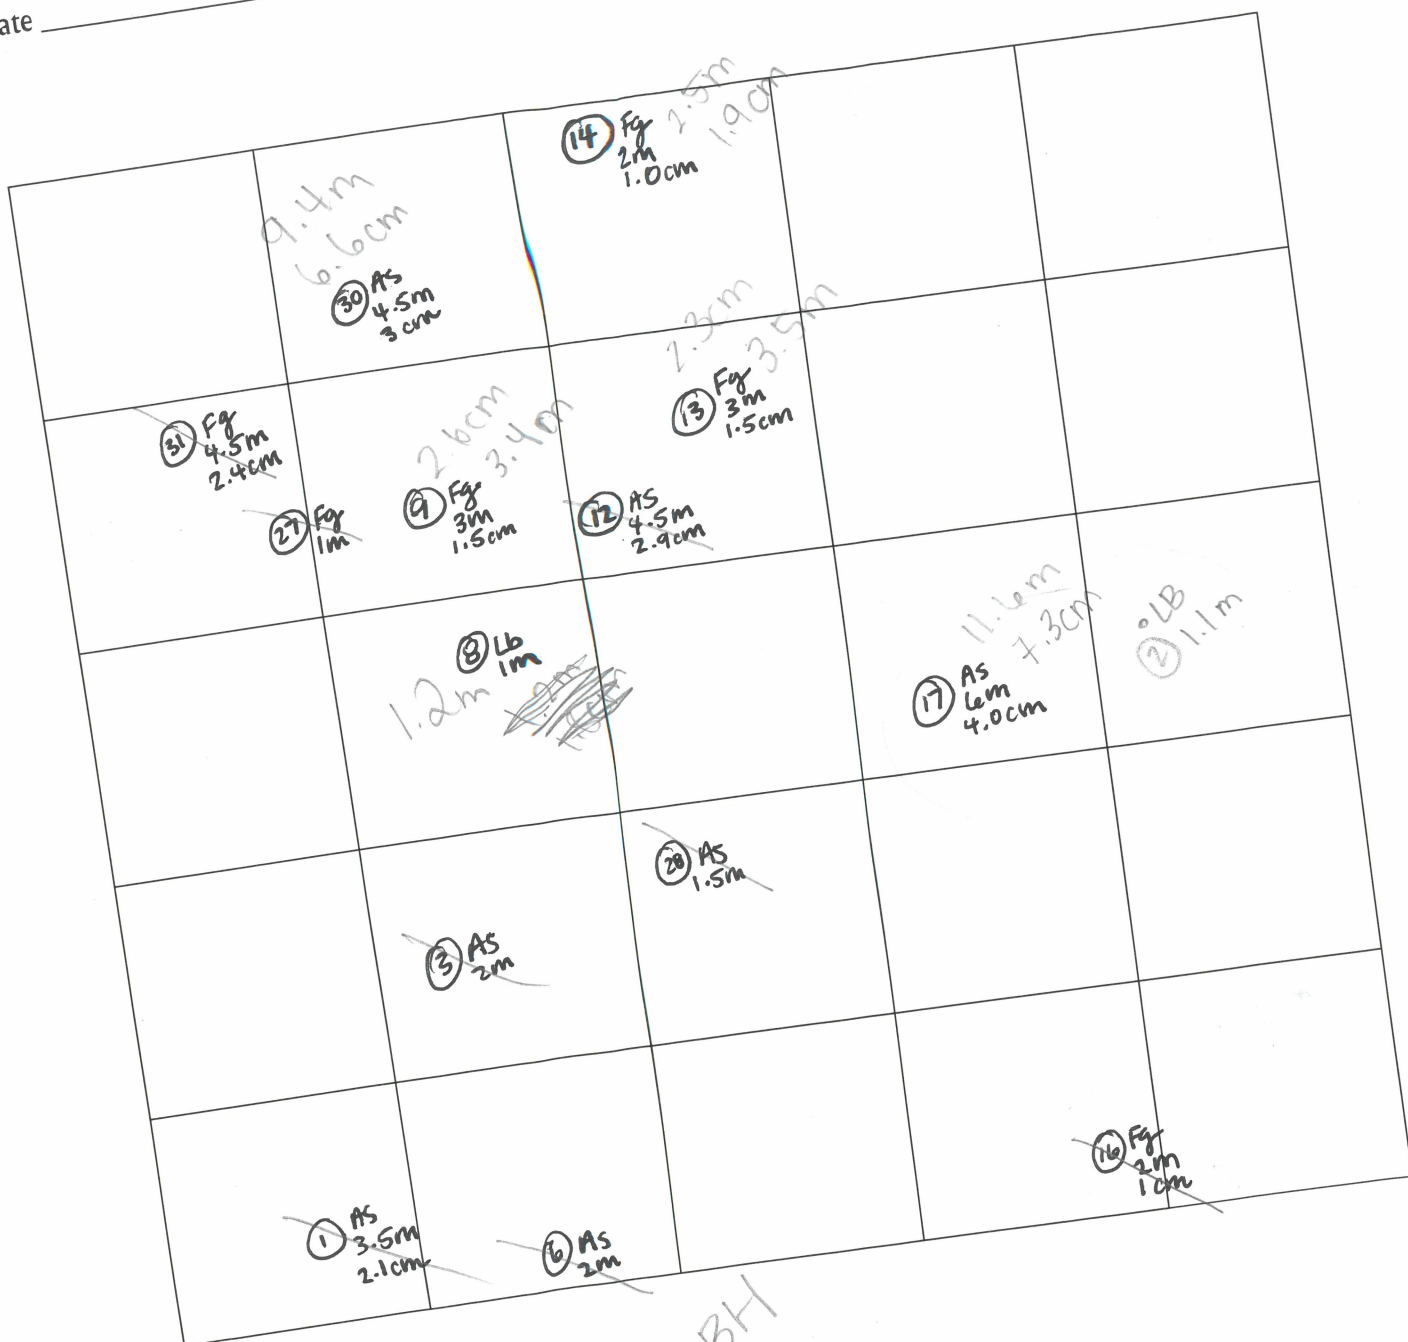 ate
14 Fg
2m
1.0cm
2.5m
1.9cm
9.4m
6.6cm
30 As
4.5m
3cm
2.3cm
3.5m
13 Fg
3m
1.5cm
31 Fg
4.5m
2.4cm
2.6cm
3.4m
9 Fg
3m
1.5cm
27 Fg
1m
12 AS
4.5m
2.9cm
8 Lb
1m
1.2m
11.6m
7.3cm
17 As
6m
4.0cm
LB
2 1.1m
28 As
1.5m
3 As
2m
16 Fg
2m
1cm
1 As
3.5m
2.1cm
6 As
2m
BH